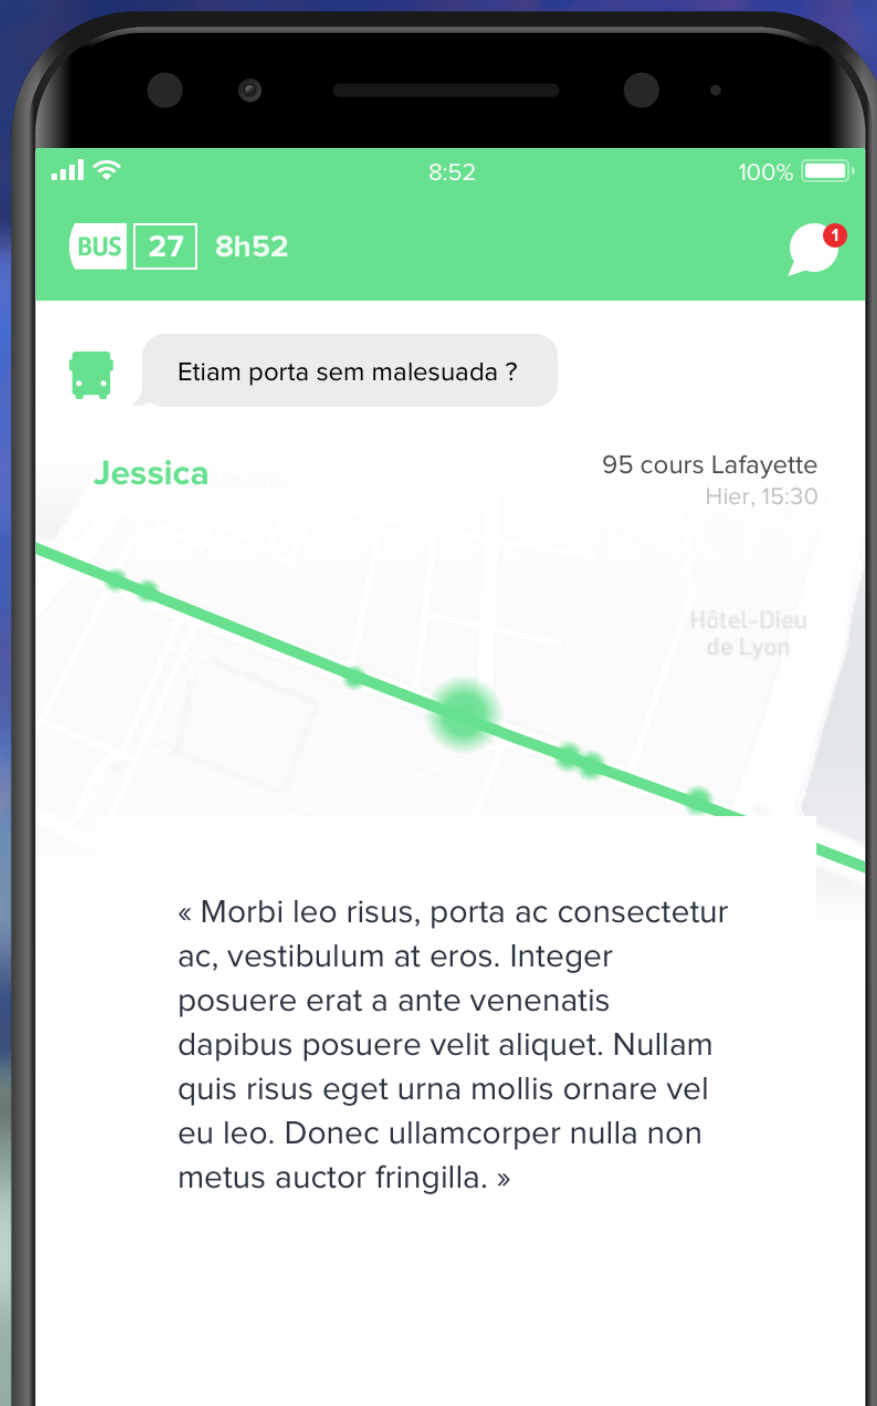 8:52
100%
BUS 27 8h52
1
Etiam porta sem malesuada ?
Jessica
95 cours Lafayette
Hier, 15:30
Hôtel-Dieu
de Lyon
« Morbi leo risus, porta ac consectetur
ac, vestibulum at eros. Integer
posuere erat a ante venenatis
dapibus posuere velit aliquet. Nullam
quis risus eget urna mollis ornare vel
eu leo. Donec ullamcorper nulla non
metus auctor fringilla. »